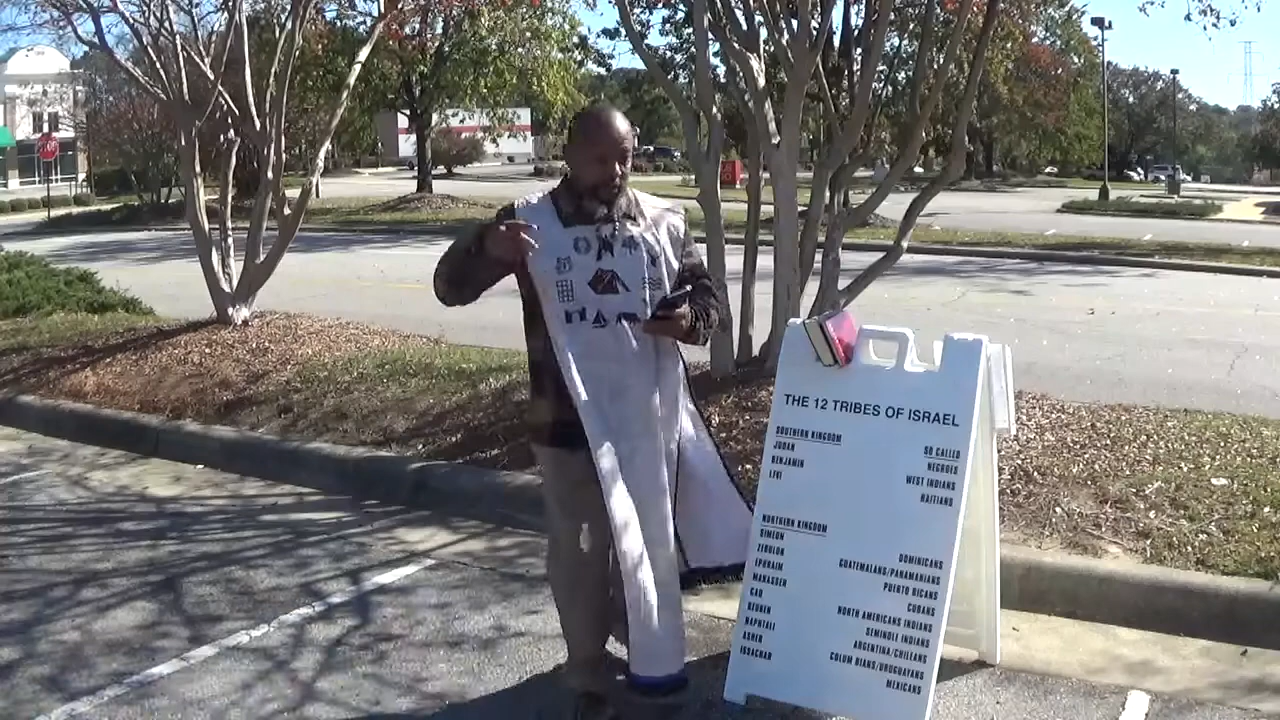 STOP
THE 12 TRIBES OF ISRAEL
SOUTHERN KINGDOM
SO CALLED
JUDAH
NEGROES
BENJAMIN
WEST INDIANS
LEVI
HAITIANS
NORTHERN KINGDOM
SIMEON
DOMINICANS
ZEBULON
GUATEMALANS/PANAMANIANS
EPHRAIM
PUERTO RICANS
MANASSEH
CUBANS
GAD
NORTH AMERICANS INDIANS
REUBEN
SEMINOLE INDIANS
NAPHTALI
ARGENTINA/CHILEANS
ASHER
COLUMBIANS/URUGUAYANS
ISSACHAR
MEXICANS